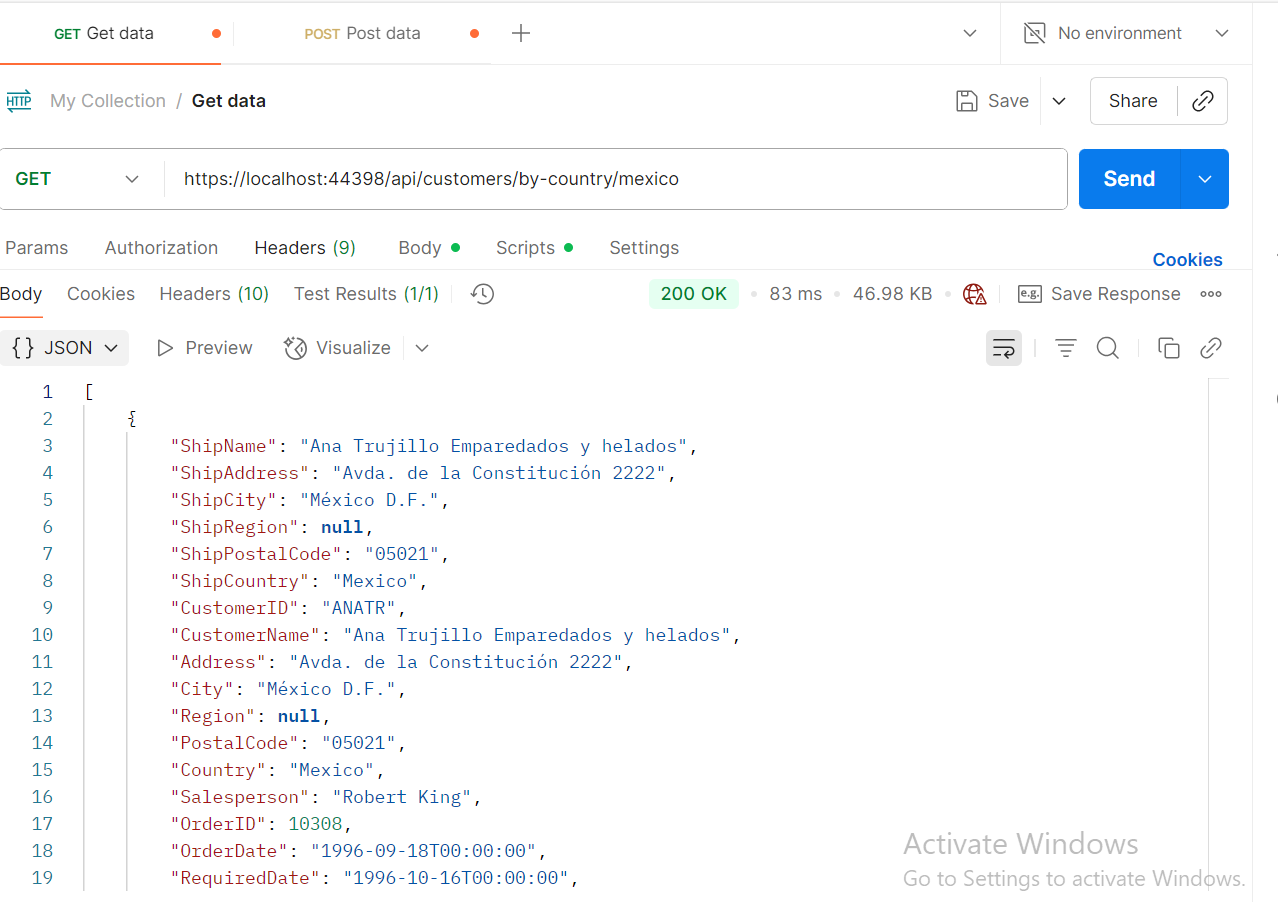 GET Get data POST Post data No environment
HTTP My Collection / Get data Save Share
GET https://localhost:44398/api/customers/by-country/mexico Send
Params Authorization Headers (9) Body Scripts Settings Cookies
Body Cookies Headers (10) Test Results (1/1) 200 OK 83 ms 46.98 KB e.g. Save Response
{} JSON Preview Visualize
1 [
2 {
3 "ShipName": "Ana Trujillo Emparedados y helados",
4 "ShipAddress": "Avda. de la Constitución 2222",
5 "ShipCity": "México D.F.",
6 "ShipRegion": null,
7 "ShipPostalCode": "05021",
8 "ShipCountry": "Mexico",
9 "CustomerID": "ANATR",
10 "CustomerName": "Ana Trujillo Emparedados y helados",
11 "Address": "Avda. de la Constitución 2222",
12 "City": "México D.F.",
13 "Region": null,
14 "PostalCode": "05021",
15 "Country": "Mexico",
16 "Salesperson": "Robert King",
17 "OrderID": 10308,
18 "OrderDate": "1996-09-18T00:00:00",
19 "RequiredDate": "1996-10-16T00:00:00",
Activate Windows
Go to Settings to activate Windows.